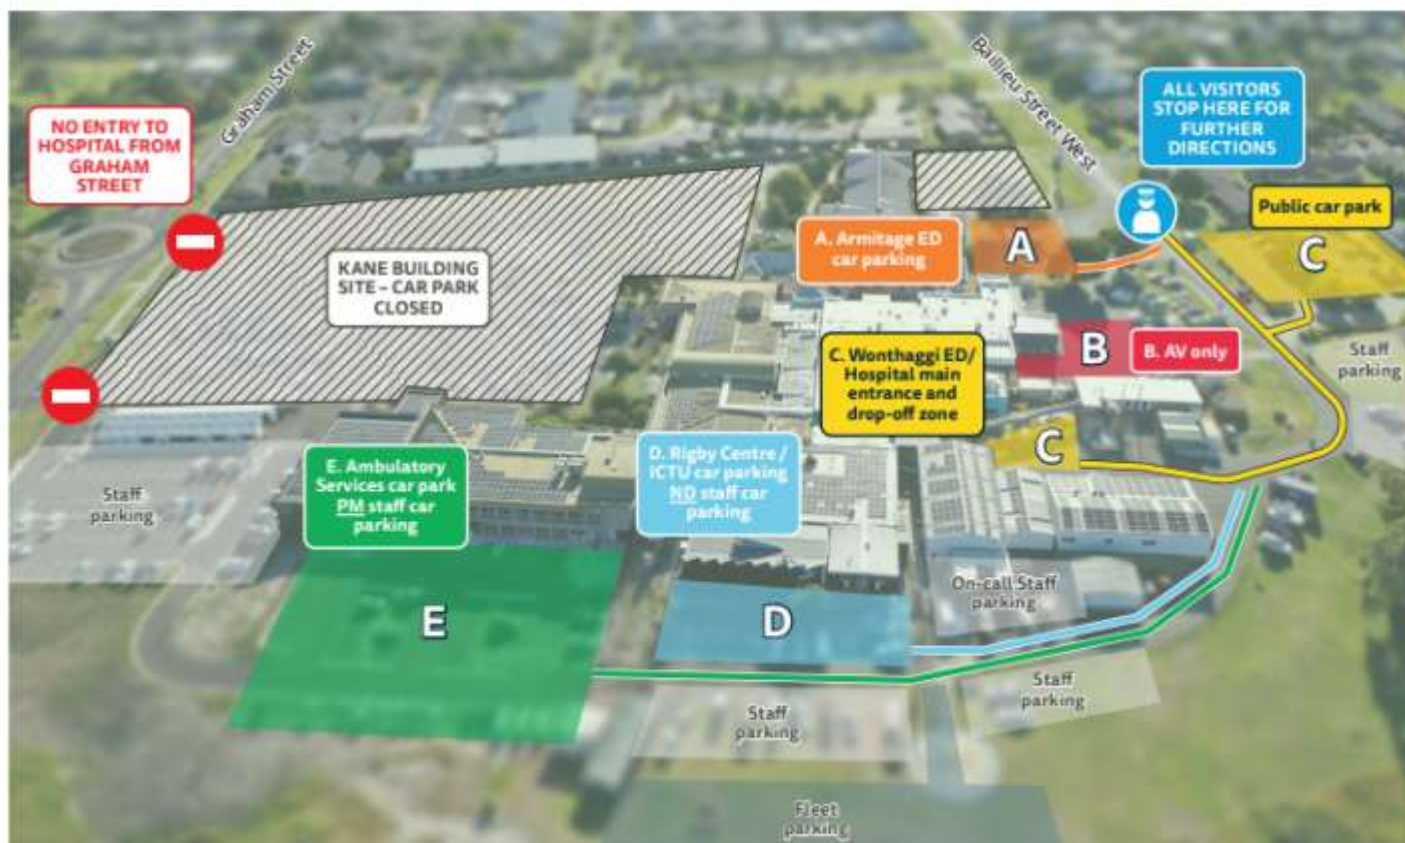 Graham Street
Baillieu Street West
NO ENTRY TO
HOSPITAL FROM
GRAHAM
STREET
ALL VISITORS
STOP HERE FOR
FURTHER
DIRECTIONS
Public car park
C
A. Armitage ED
car parking
A
KANE BUILDING
SITE – CAR PARK
CLOSED
B
B. AV only
C. Wonthaggi ED/
Hospital main
entrance and
drop-off zone
Staff
parking
C
E. Ambulatory
Services car park
PM staff car
parking
D. Rigby Centre /
ICTU car parking
ND staff car
parking
Staff
parking
On-call Staff
parking
E
D
Staff
parking
Staff
parking
Fleet
parking